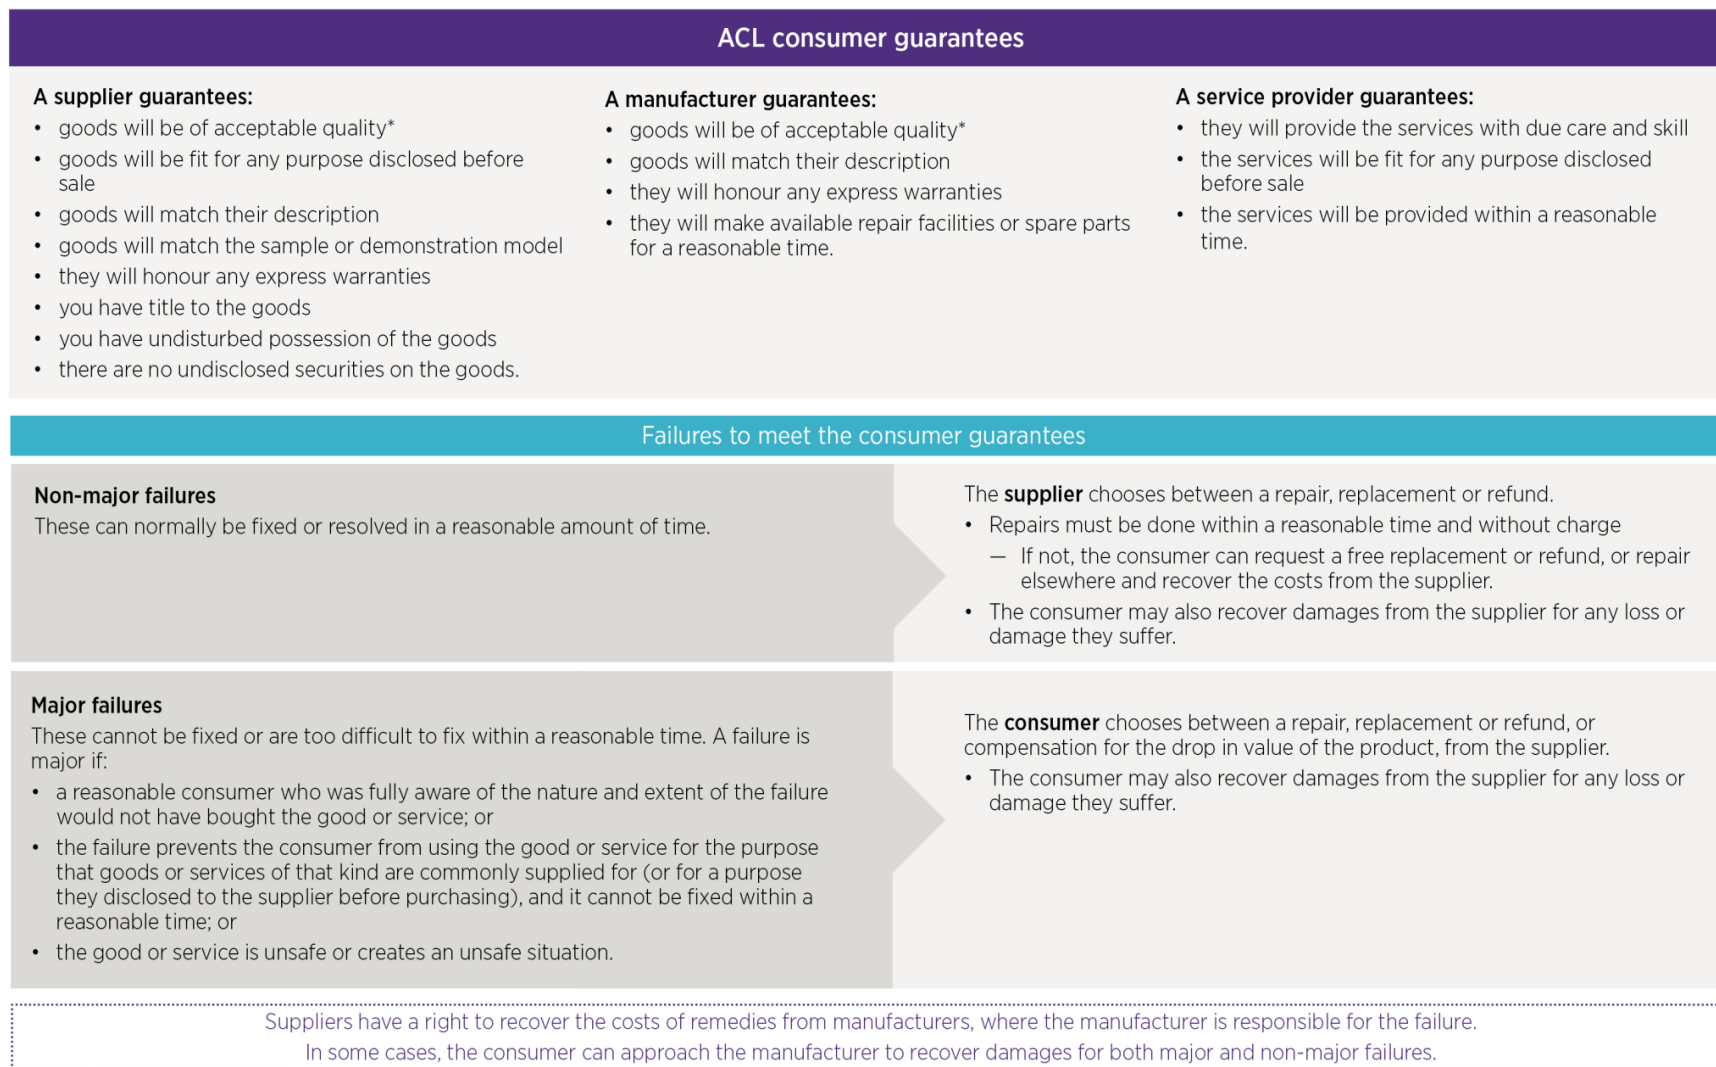 ACL consumer guarantees
A supplier guarantees:
• goods will be of acceptable quality*
• goods will be fit for any purpose disclosed before
sale
• goods will match their description
• goods will match the sample or demonstration model
• they will honour any express warranties
• you have title to the goods
• you have undisturbed possession of the goods
• there are no undisclosed securities on the goods.
A manufacturer guarantees:
• goods will be of acceptable quality*
• goods will match their description
• they will honour any express warranties
• they will make available repair facilities or spare parts
for a reasonable time.
A service provider guarantees:
• they will provide the services with due care and skill
• the services will be fit for any purpose disclosed
before sale
• the services will be provided within a reasonable
time.
Failures to meet the consumer guarantees
Non-major failures
These can normally be fixed or resolved in a reasonable amount of time.
The supplier chooses between a repair, replacement or refund.
• Repairs must be done within a reasonable time and without charge
— If not, the consumer can request a free replacement or refund, or repair
elsewhere and recover the costs from the supplier.
• The consumer may also recover damages from the supplier for any loss or
damage they suffer.
Major failures
These cannot be fixed or are too difficult to fix within a reasonable time. A failure is
major if:
• a reasonable consumer who was fully aware of the nature and extent of the failure
would not have bought the good or service; or
• the failure prevents the consumer from using the good or service for the purpose
that goods or services of that kind are commonly supplied for (or for a purpose
they disclosed to the supplier before purchasing), and it cannot be fixed within a
reasonable time; or
• the good or service is unsafe or creates an unsafe situation.
The consumer chooses between a repair, replacement or refund, or
compensation for the drop in value of the product, from the supplier.
• The consumer may also recover damages from the supplier for any loss or
damage they suffer.
Suppliers have a right to recover the costs of remedies from manufacturers, where the manufacturer is responsible for the failure.
In some cases, the consumer can approach the manufacturer to recover damages for both major and non-major failures.